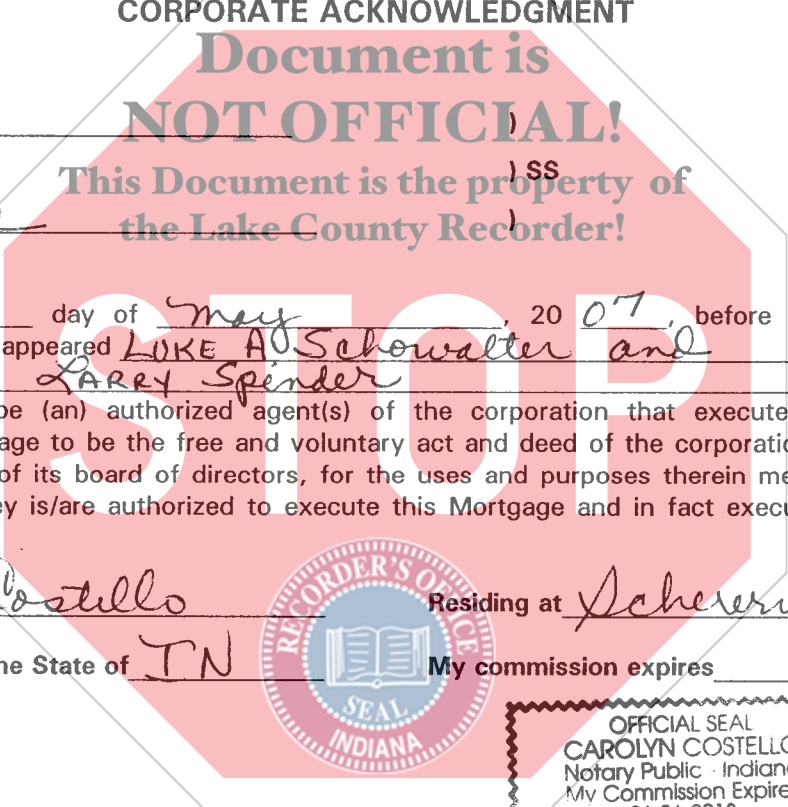 CORPORATE ACKNOWLEDGMENT
Document is
NOT OFFICIAL!
)
This Document is the property of
) SS
the Lake County Recorder!
)
STOP
day of May, 20 07, before
appeared LUKE A Schowalter and
LARRY Spinder
be (an) authorized agent(s) of the corporation that execute
age to be the free and voluntary act and deed of the corporatio
of its board of directors, for the uses and purposes therein me
ey is/are authorized to execute this Mortgage and in fact execu
Costello
Residing at Scherer
he State of IN
My commission expires
RECORDER'S OFFICE
SEAL
INDIANA
OFFICIAL SEAL
CAROLYN COSTELLO
Notary Public - Indiana
My Commission Expire